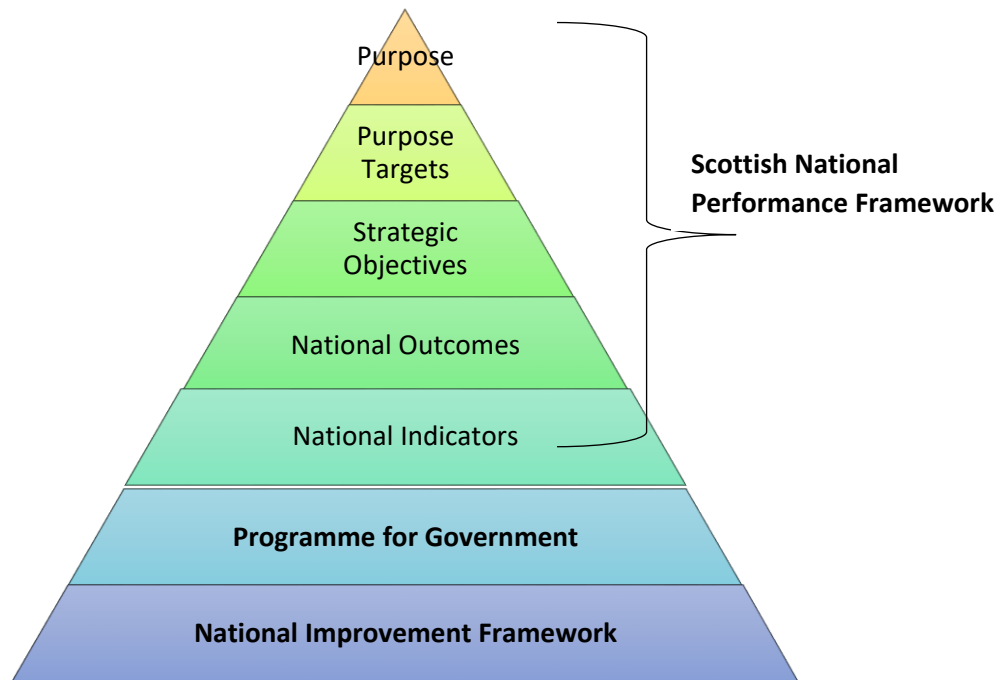 Purpose
Purpose
Targets
Scottish National
Performance Framework
Strategic
Objectives
National Outcomes
National Indicators
Programme for Government
National Improvement Framework